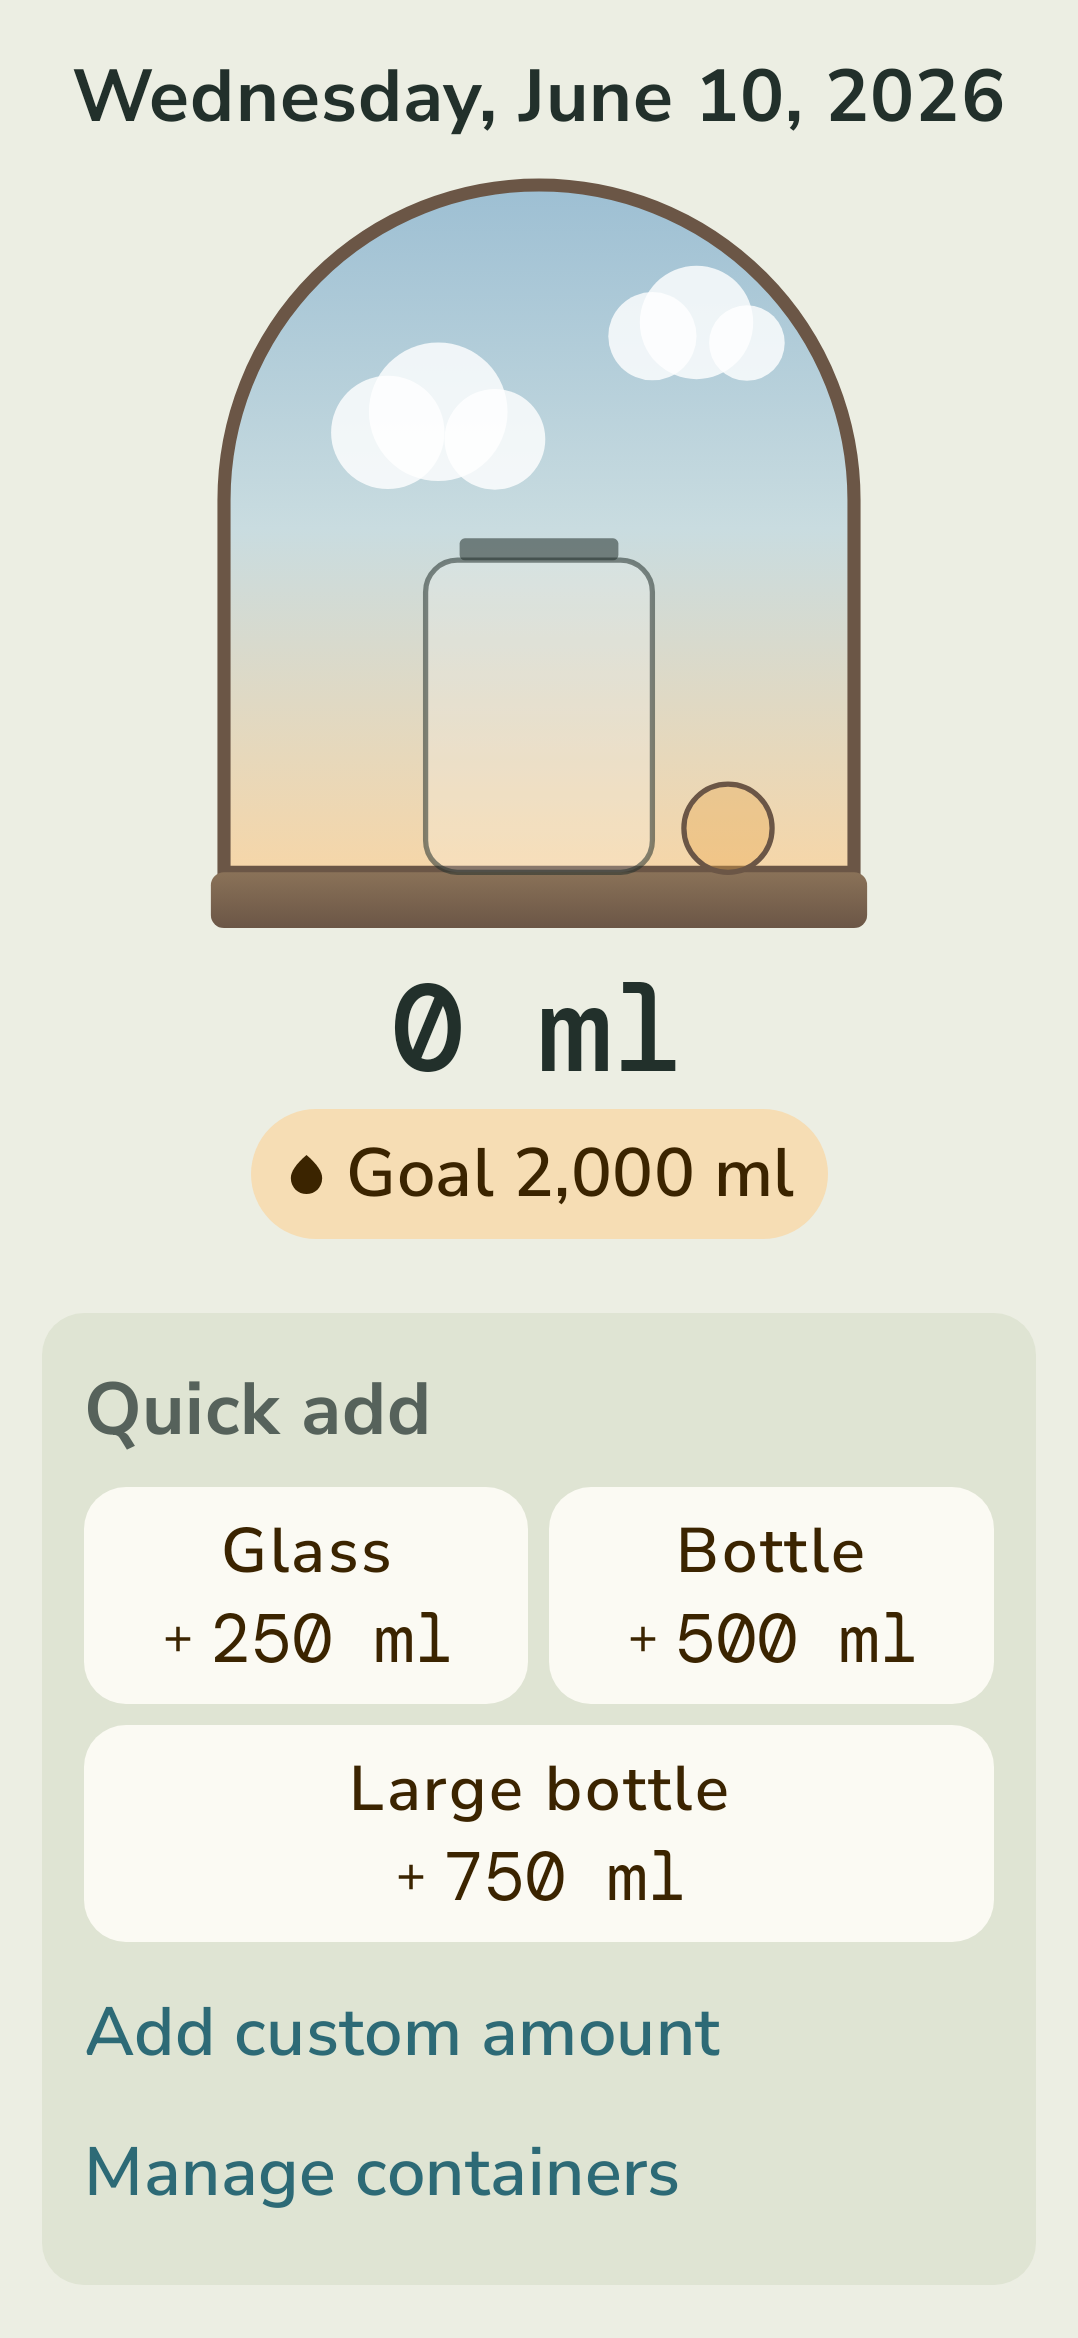 Wednesday, June 10, 2026
0 ml
Goal 2,000 ml
Quick add
Glass
+ 250 ml
Bottle
+ 500 ml
Large bottle
+ 750 ml
Add custom amount
Manage containers